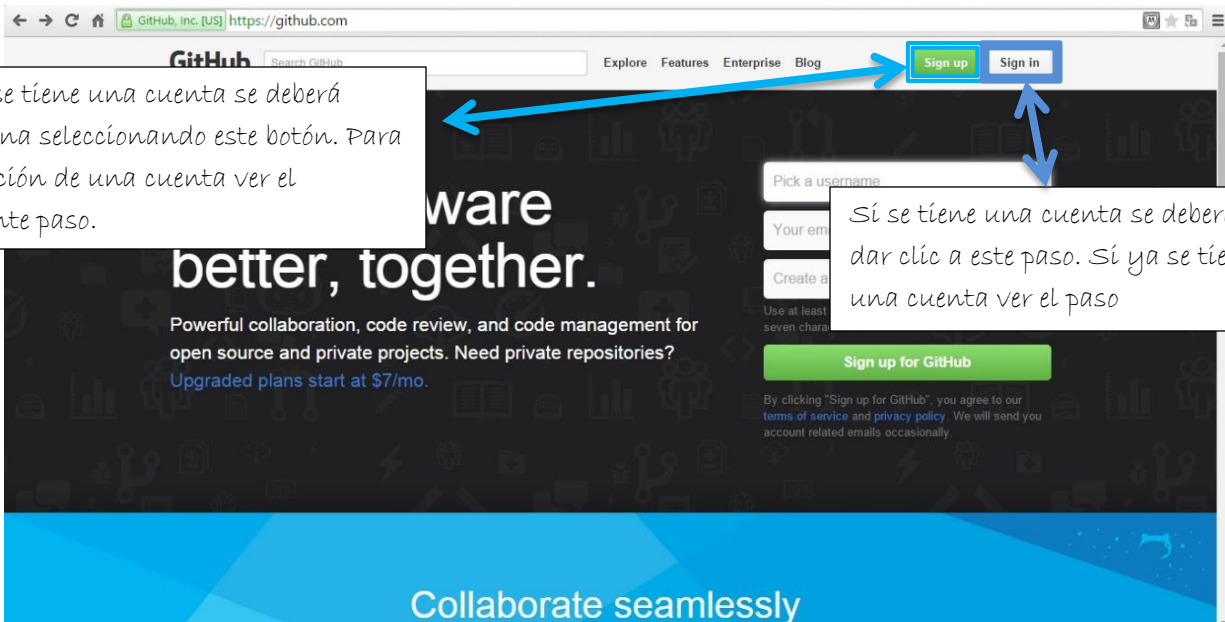 GitHub, Inc. [US] https://github.com
GitHub Search GitHub Explore Features Enterprise Blog Sign up Sign in
se tiene una cuenta se deberá
na seleccionando este botón. Para
ción de una cuenta ver el
nte paso.
ware
better, together.
Powerful collaboration, code review, and code management for
open source and private projects. Need private repositories?
Upgraded plans start at $7/mo.
Pick a username
Your em
Create a
Use at least
seven chara
Si se tiene una cuenta se deber
dar clic a este paso. Si ya se tie
una cuenta ver el paso
Sign up for GitHub
By clicking "Sign up for GitHub", you agree to our
terms of service and privacy policy. We will send you
account related emails occasionally.
Collaborate seamlessly